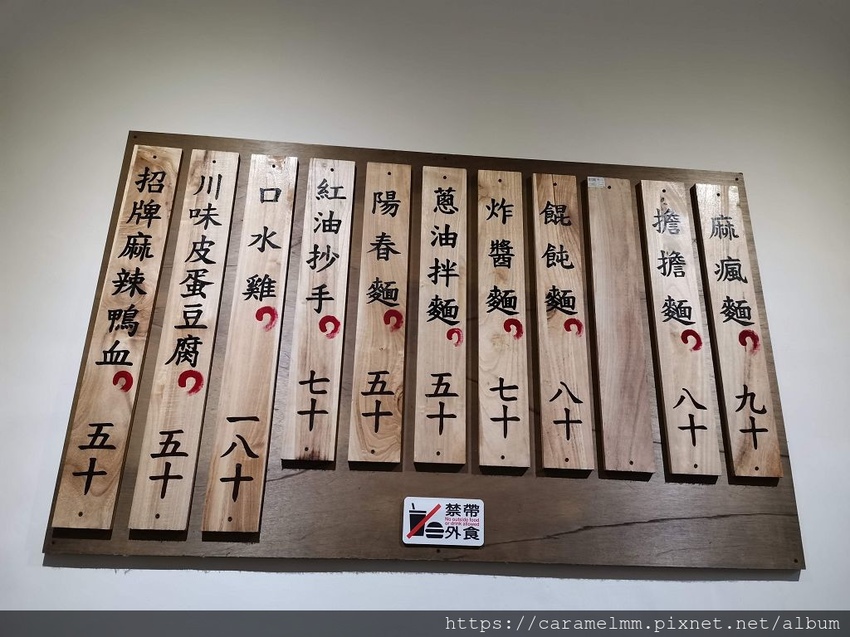 麻瘋麵 九十
擔擔麵 八十
餛飩麵 八十
炸醬麵 七十
蔥油拌麵 五十
陽春麵 五十
紅油抄手 七十
口水雞 一八十
川味皮蛋豆腐 五十
招牌麻辣鴨血 五十
禁帶
No outside food
or drink allowed
外食
https://caramelmm.pixnet.net/album